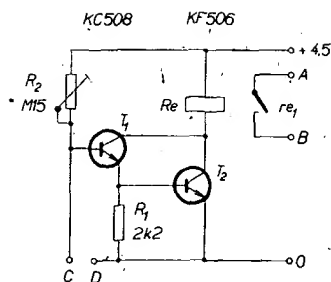 KC508 KF506
+ 4,5
A
R2
M15
T1
Re
re1
B
T2
R1
2k2
C D
0